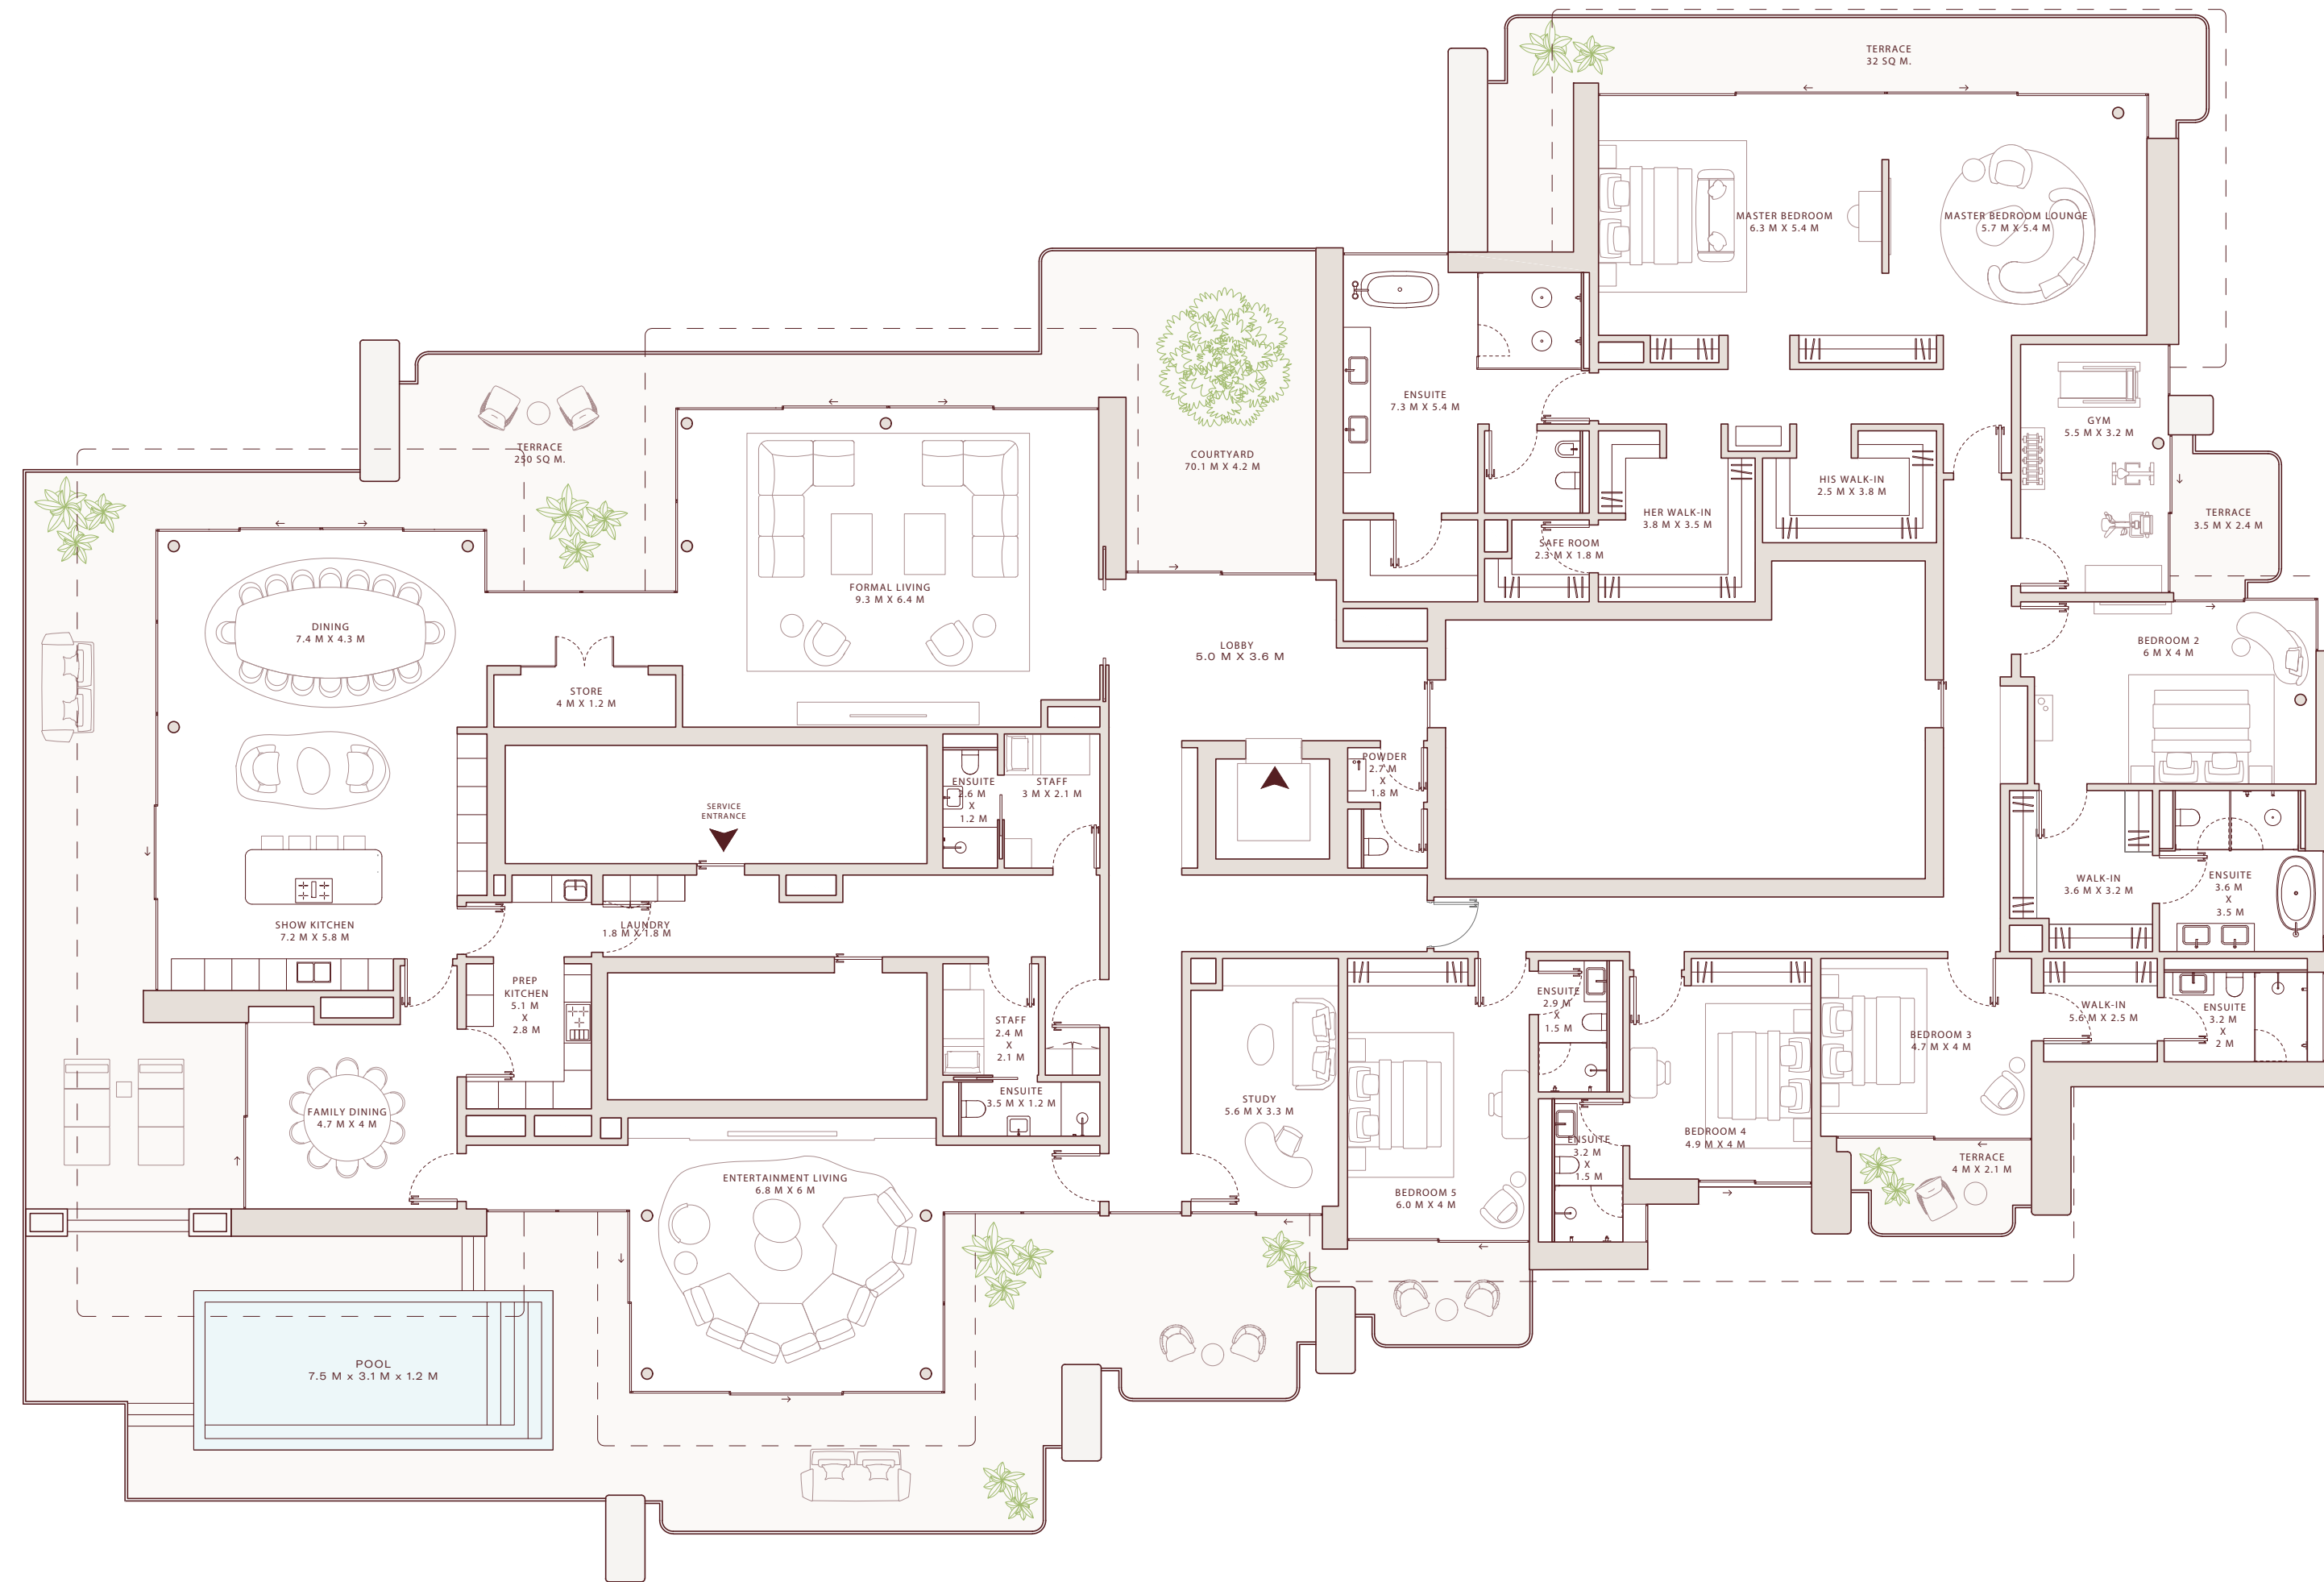 TERRACE
32 SQ M.
MASTER BEDROOM
6.3 M X 5.4 M
MASTER BEDROOM LOUNGE
5.7 M X 5.4 M
ENSUITE
7.3 M X 5.4 M
GYM
5.5 M X 3.2 M
TERRACE
250 SQ M.
COURTYARD
70.1 M X 4.2 M
HIS WALK-IN
2.5 M X 3.8 M
HER WALK-IN
3.8 M X 3.5 M
TERRACE
3.5 M X 2.4 M
SAFE ROOM
2.3 M X 1.8 M
FORMAL LIVING
9.3 M X 6.4 M
DINING
7.4 M X 4.3 M
LOBBY
5.0 M X 3.6 M
BEDROOM 2
6 M X 4 M
STORE
4 M X 1.2 M
POWDER
2.7 M
X
1.8 M
ENSUITE
2.6 M
X
1.2 M
STAFF
3 M X 2.1 M
SERVICE
ENTRANCE
WALK-IN
3.6 M X 3.2 M
ENSUITE
3.6 M
X
3.5 M
SHOW KITCHEN
7.2 M X 5.8 M
LAUNDRY
1.8 M X 1.8 M
PREP
KITCHEN
5.1 M
X
2.8 M
STAFF
2.4 M
X
2.1 M
ENSUITE
2.9 M
X
1.5 M
WALK-IN
5.6 M X 2.5 M
ENSUITE
3.2 M
X
2 M
BEDROOM 3
4.7 M X 4 M
ENSUITE
3.5 M X 1.2 M
STUDY
5.6 M X 3.3 M
FAMILY DINING
4.7 M X 4 M
BEDROOM 4
4.9 M X 4 M
ENSUITE
3.2 M
X
1.5 M
TERRACE
4 M X 2.1 M
ENTERTAINMENT LIVING
6.8 M X 6 M
BEDROOM 5
6.0 M X 4 M
POOL
7.5 M x 3.1 M x 1.2 M